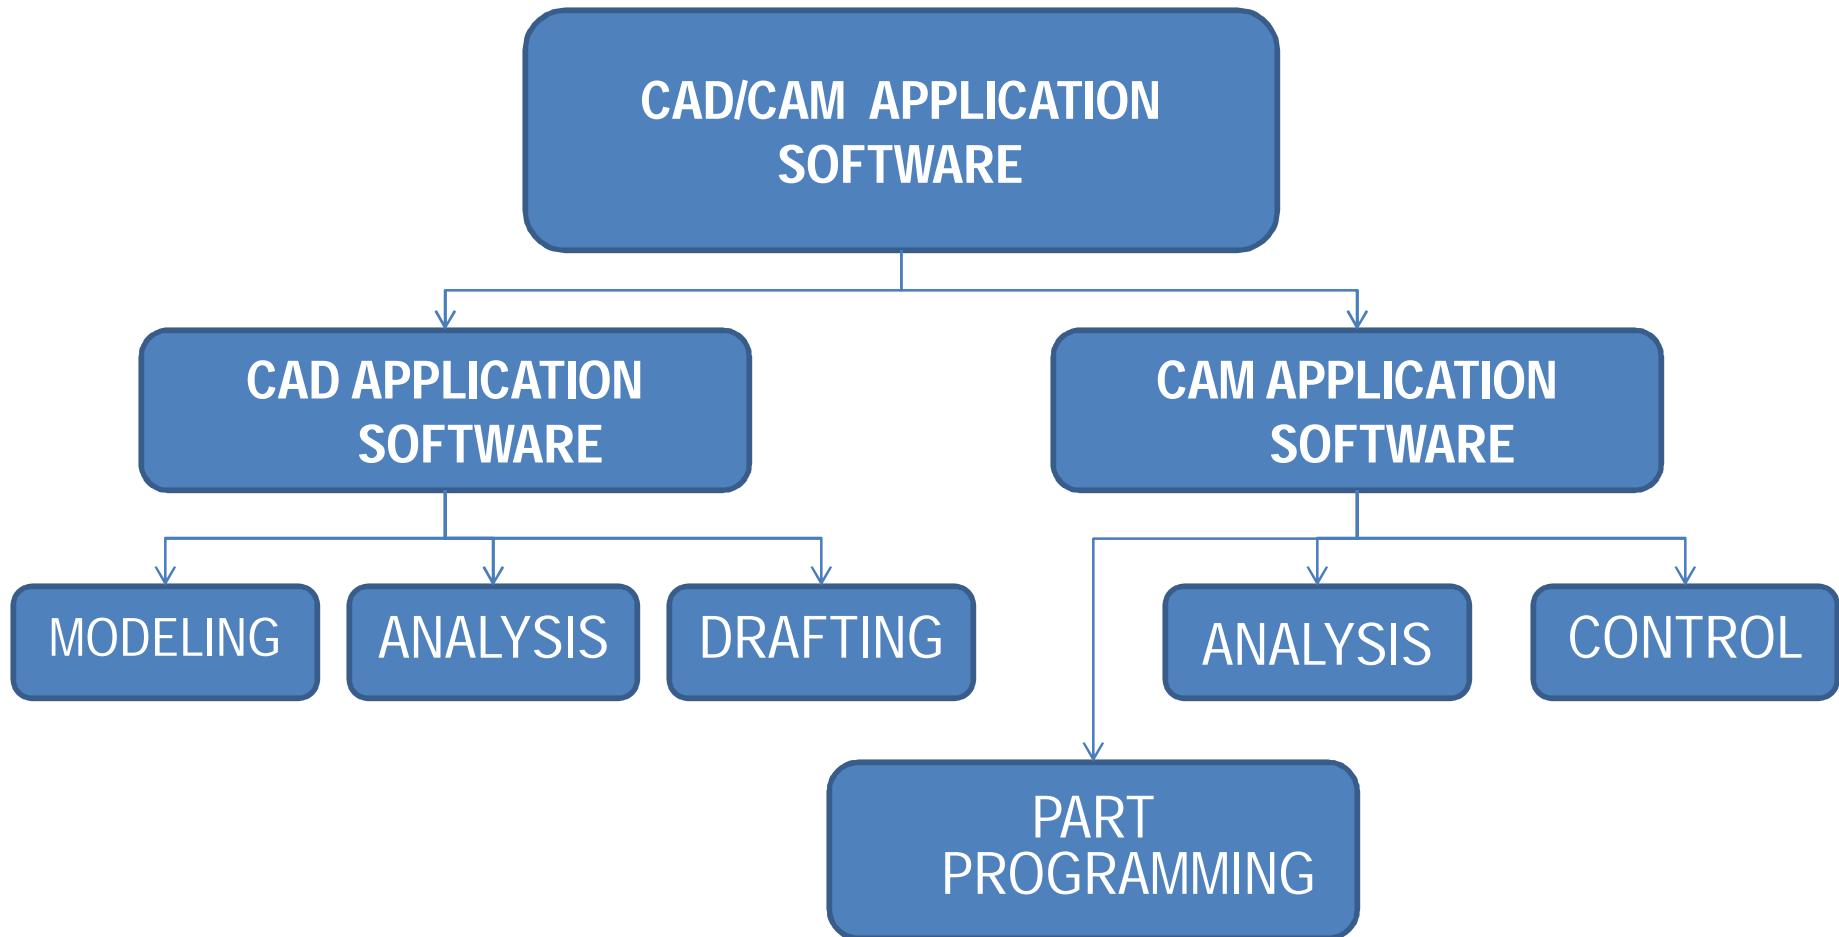 CAD/CAM APPLICATION
SOFTWARE
CAD APPLICATION
SOFTWARE
CAM APPLICATION
SOFTWARE
MODELING
ANALYSIS
DRAFTING
ANALYSIS
CONTROL
PART
PROGRAMMING